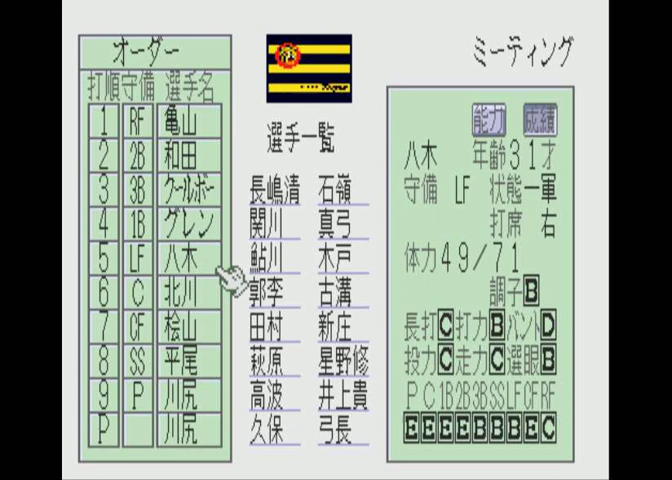 オーダー
打順守備 選手名
1 RF 亀山
2 2B 和田
3 3B クールボー
4 1B グレン
5 LF 八木
6 C 北川
7 CF 桧山
8 SS 平尾
9 P 川尻
P 川尻
選手一覧
長嶋清 石嶺
関川 真弓
鮎川 木戸
郭李 古溝
田村 新庄
萩原 星野修
高波 井上貴
久保 弓長
ミーティング
能力 成績
八木 年齢31才
守備 LF 状態一軍
打席 右
体力49/71
調子B
長打C打力BバントD
投力C走力C選眼B
P C 1B 2B 3B SS LF CF RF
E E E E B B B E C